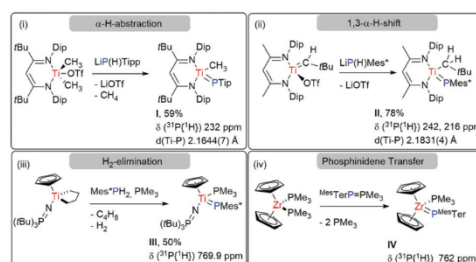 (i) α-H-abstraction
tBu
Dip
N
CH3
Ti
OTf
CH3
N
tBu
Dip
LiP(H)Tipp
- LiOTf
- CH4
tBu
Dip
N
CH3
Ti
PTip
N
tBu
Dip
I, 59%
δ (31P{1H}) 232 ppm
d(Ti-P) 2.1644(7) Å
(ii) 1,3-α-H-shift
Dip
N
H
C
tBu
Ti
OTf
N
Dip
LiP(H)Mes*
- LiOTf
Dip
N
H
C H
tBu
Ti
PMes*
N
Dip
II, 78%
δ (31P{1H}) 242, 216 ppm
d(Ti-P) 2.1831(4) Å
(iii) H2-elimination
Ti
N
(tBu)3P
Mes*PH2, PMe3
- C4H8
- H2
PMe3
Ti
PMes*
N
(tBu)3P
III, 50%
δ (31P{1H}) 769.9 ppm
(iv) Phosphinidene Transfer
Zr
PMe3
PMe3
MesTerP=PMe3
- 2 PMe3
PMe3
Zr
PMesTer
IV
δ (31P{1H}) 762 ppm